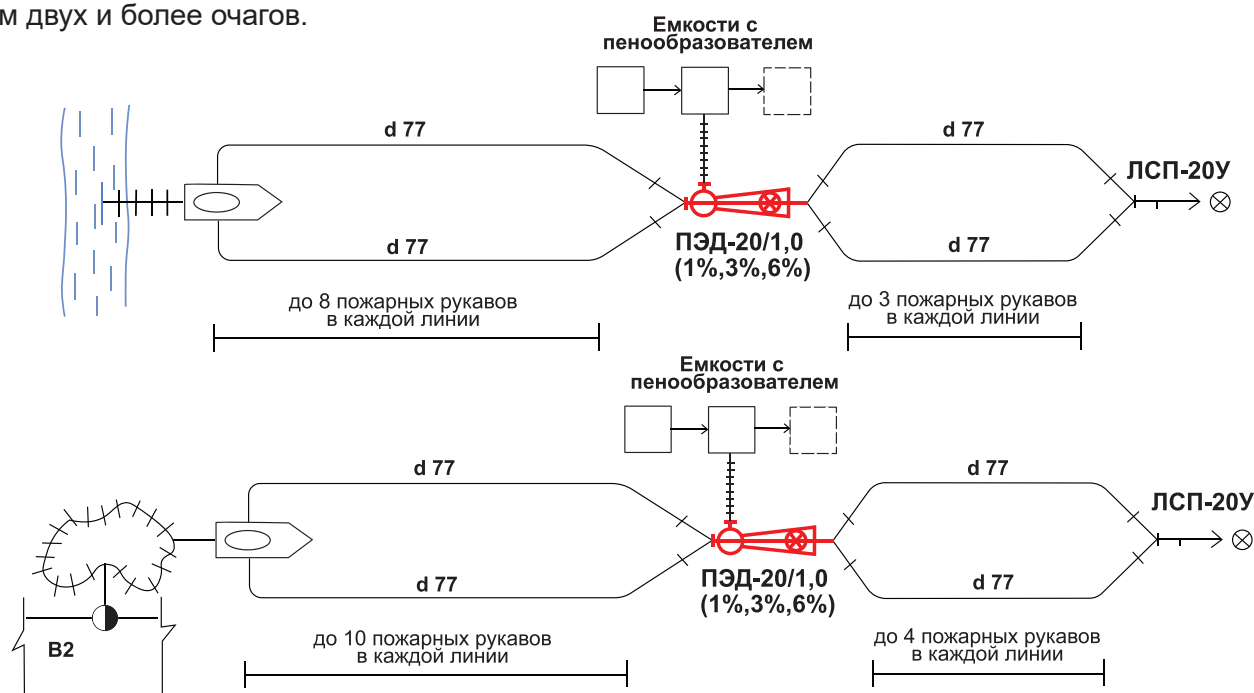 м двух и более очагов.
Емкости с
пенообразователем
d 77
d 77
ЛСП-20У
ПЭД-20/1,0
(1%,3%,6%)
d 77
d 77
до 8 пожарных рукавов
в каждой линии
до 3 пожарных рукавов
в каждой линии
Емкости с
пенообразователем
d 77
d 77
ЛСП-20У
ПЭД-20/1,0
(1%,3%,6%)
d 77
d 77
В2
до 10 пожарных рукавов
в каждой линии
до 4 пожарных рукавов
в каждой линии